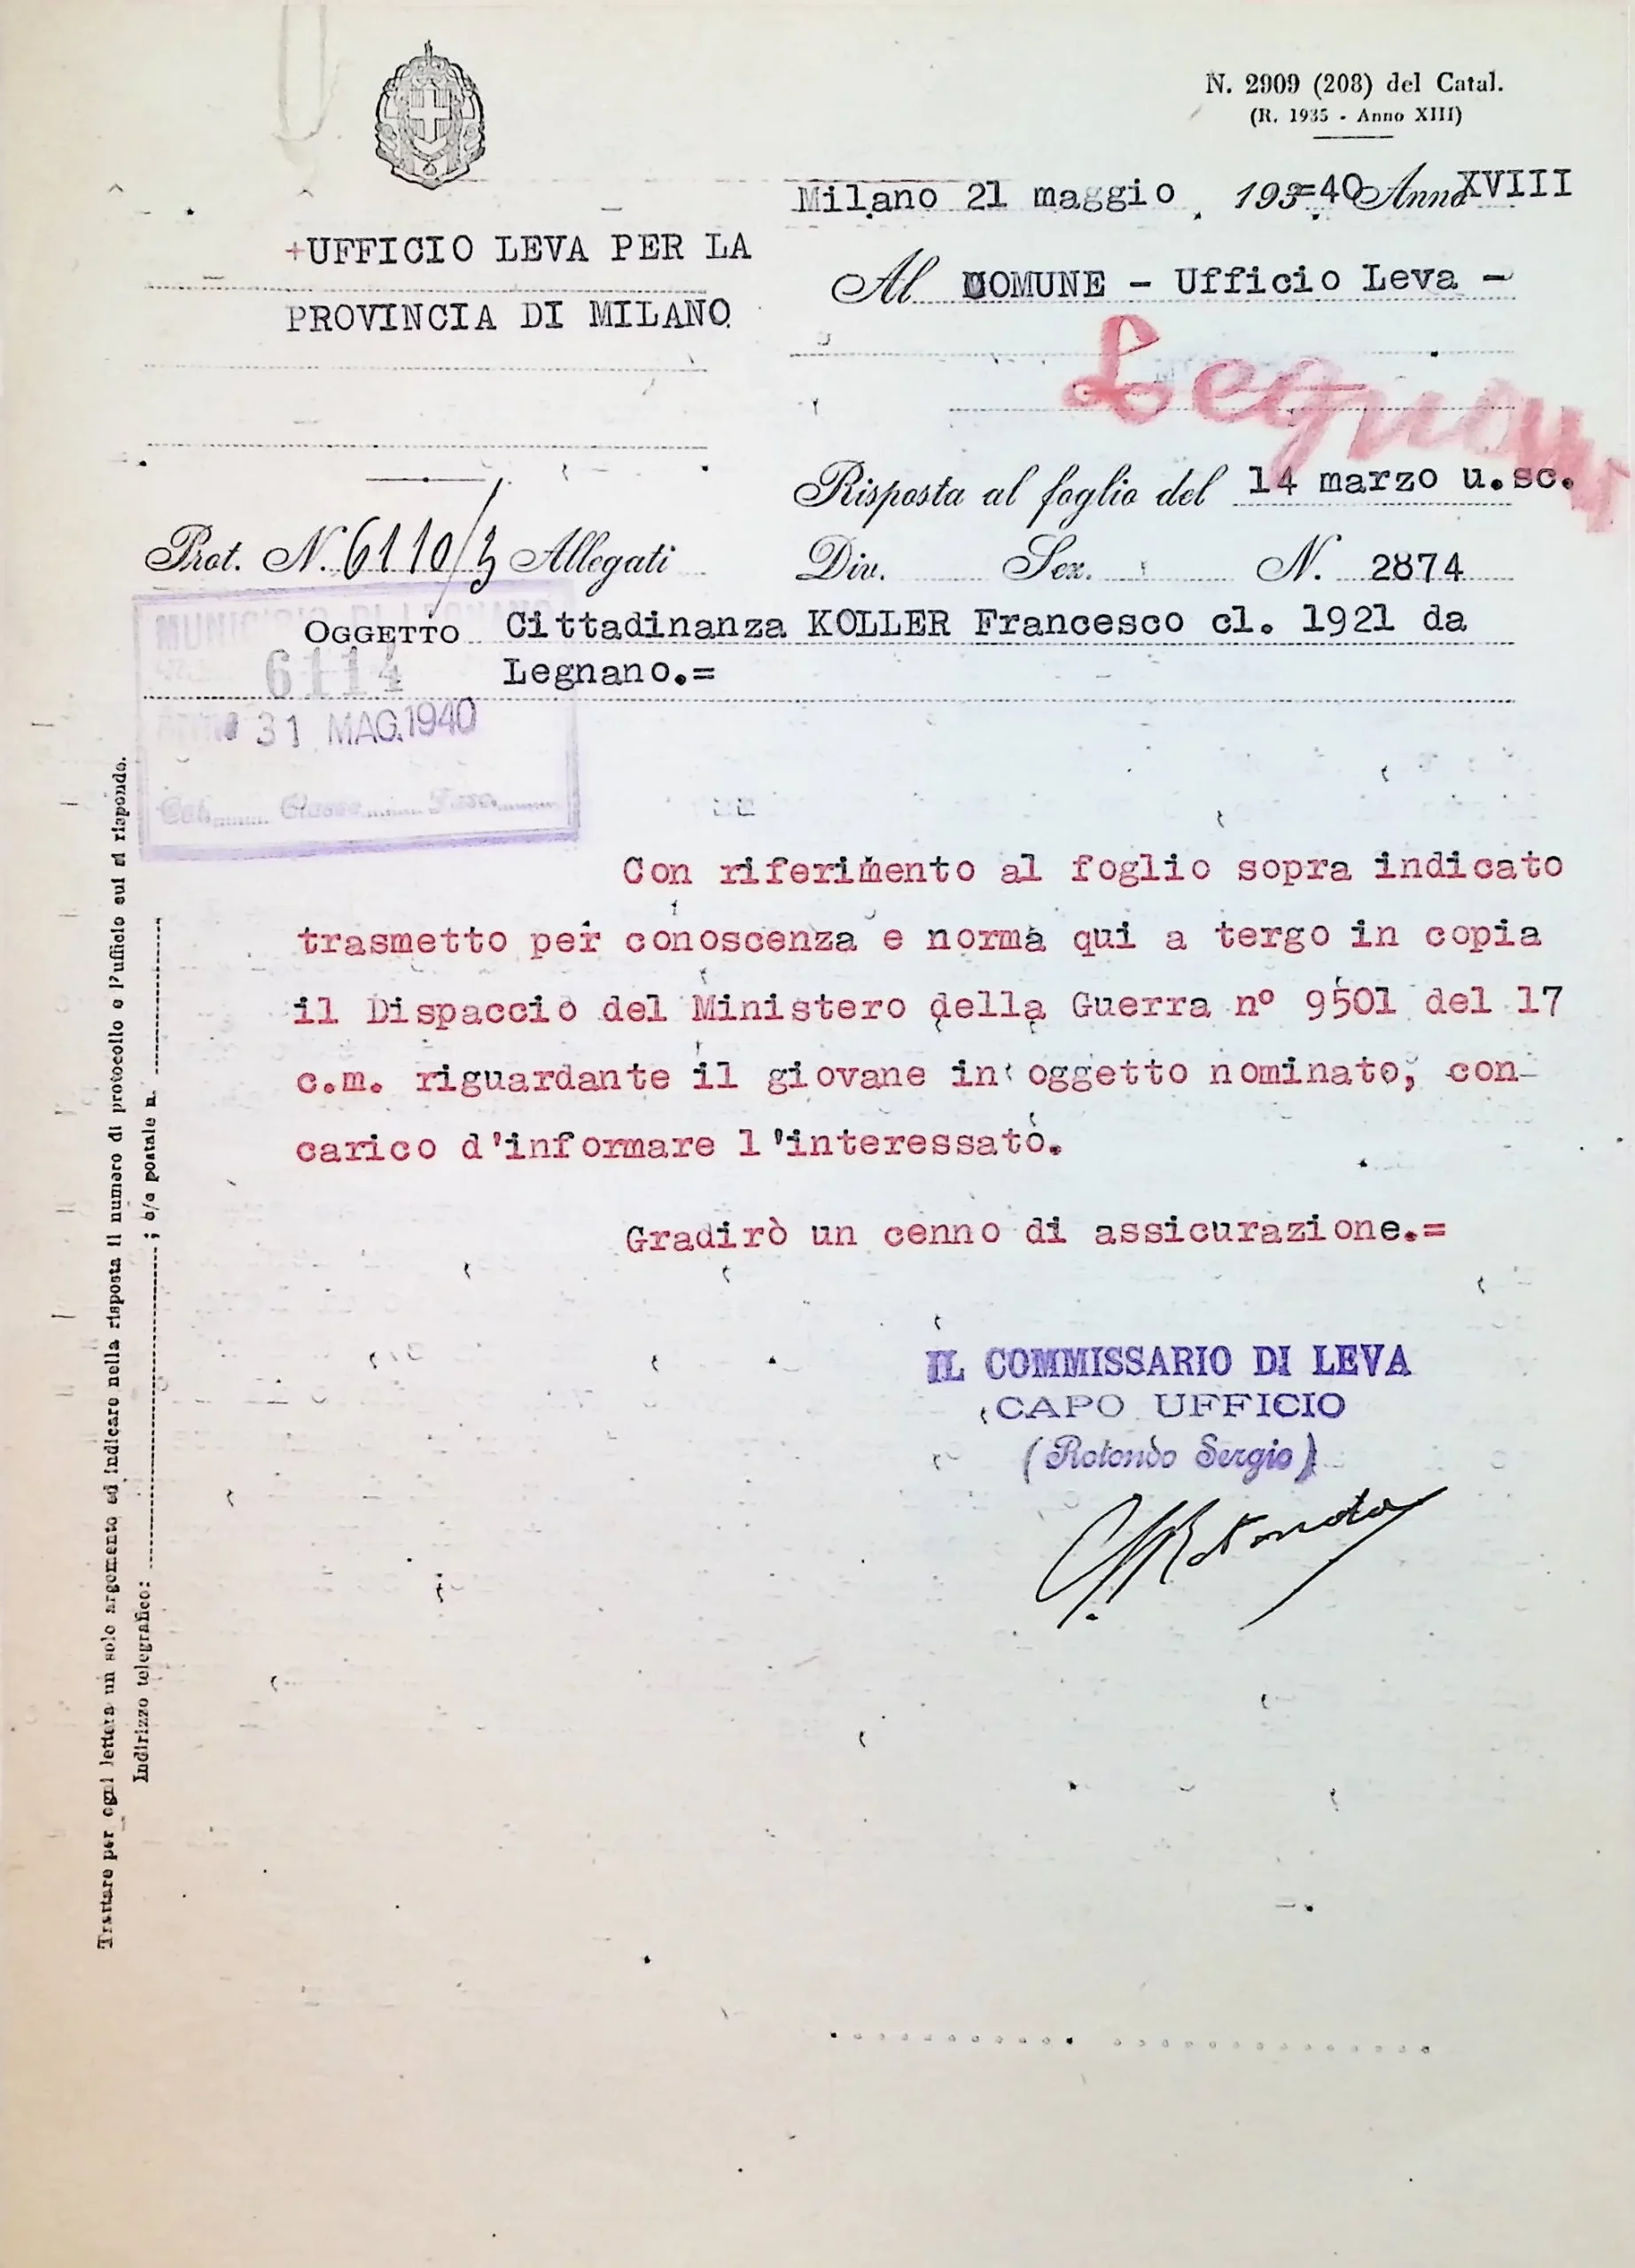 N. 2909 (208) del Catal.
(R. 1935 - Anno XIII)
Milano 21 maggio 193=40 Anno XVIII
+UFFICIO LEVA PER LA
PROVINCIA DI MILANO
Al COMUNE - Ufficio Leva -
Legnano
Risposta al foglio del 14 marzo u.sc.
Prot. N. 6110/3 Allegati
Div. Sez. N. 2874
OGGETTO Cittadinanza KOLLER Francesco cl. 1921 da
Legnano.=
MUNICIPIO DI LEGNANO
6114
31 MAG.1940
Cat. Classe Fasc.
Con riferimento al foglio sopra indicato
trasmetto per conoscenza e norma qui a tergo in copia
il Dispaccio del Ministero della Guerra n° 9501 del 17
c.m. riguardante il giovane in oggetto nominato, con
carico d'informare l'interessato.
Gradirò un cenno di assicurazione.=
IL COMMISSARIO DI LEVA
CAPO UFFICIO
(Rotondo Sergio)
Rotondo
Trattare per ogni lettera un solo argomento ed indicare nella risposta il numero di protocollo e l'ufficio cui si risponde.
Indirizzo telegrafico: ; c/c postale n.